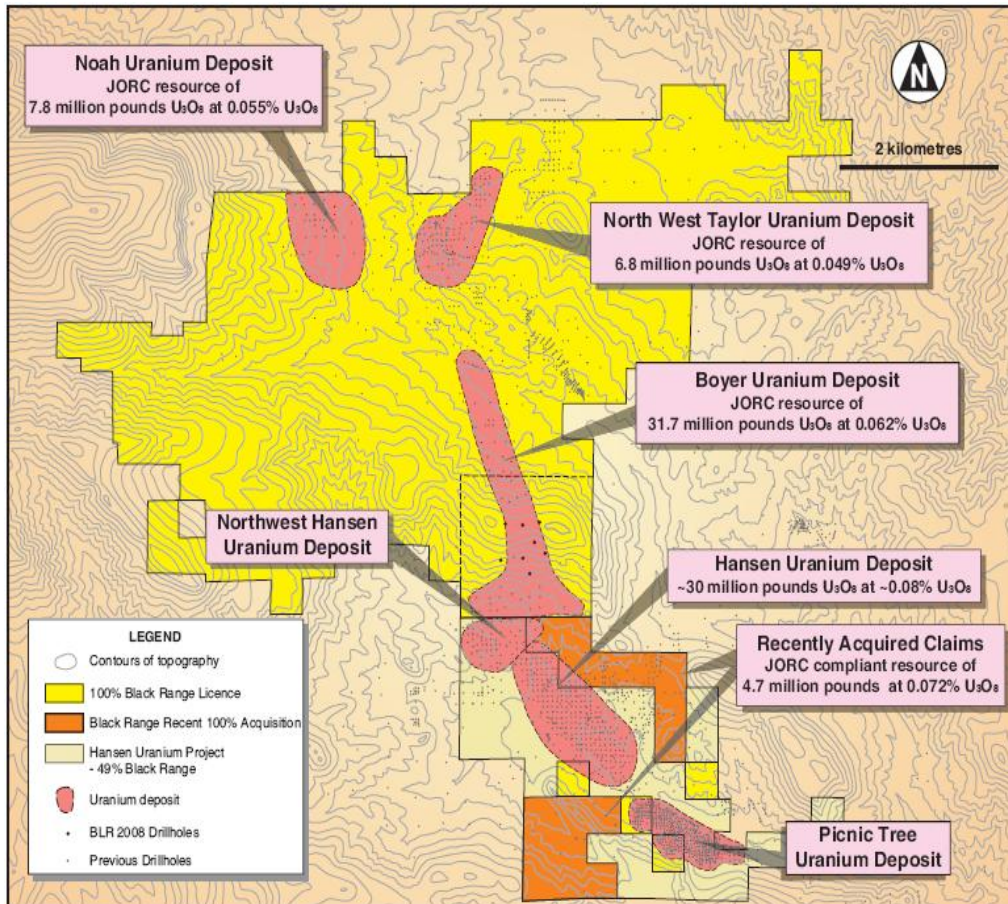 Noah Uranium Deposit
JORC resource of
7.8 million pounds U₃O₈ at 0.055% U₃O₈
N
2 kilometres
North West Taylor Uranium Deposit
JORC resource of
6.8 million pounds U₃O₈ at 0.049% U₃O₈
Boyer Uranium Deposit
JORC resource of
31.7 million pounds U₃O₈ at 0.062% U₃O₈
Northwest Hansen
Uranium Deposit
Hansen Uranium Deposit
~30 million pounds U₃O₈ at ~0.08% U₃O₈
Recently Acquired Claims
JORC compliant resource of
4.7 million pounds at 0.072% U₃O₈
Picnic Tree
Uranium Deposit
LEGEND
Contours of topography
100% Black Range Licence
Black Range Recent 100% Acquisition
Hansen Uranium Project
- 49% Black Range
Uranium deposit
BLR 2008 Drillholes
Previous Drillholes